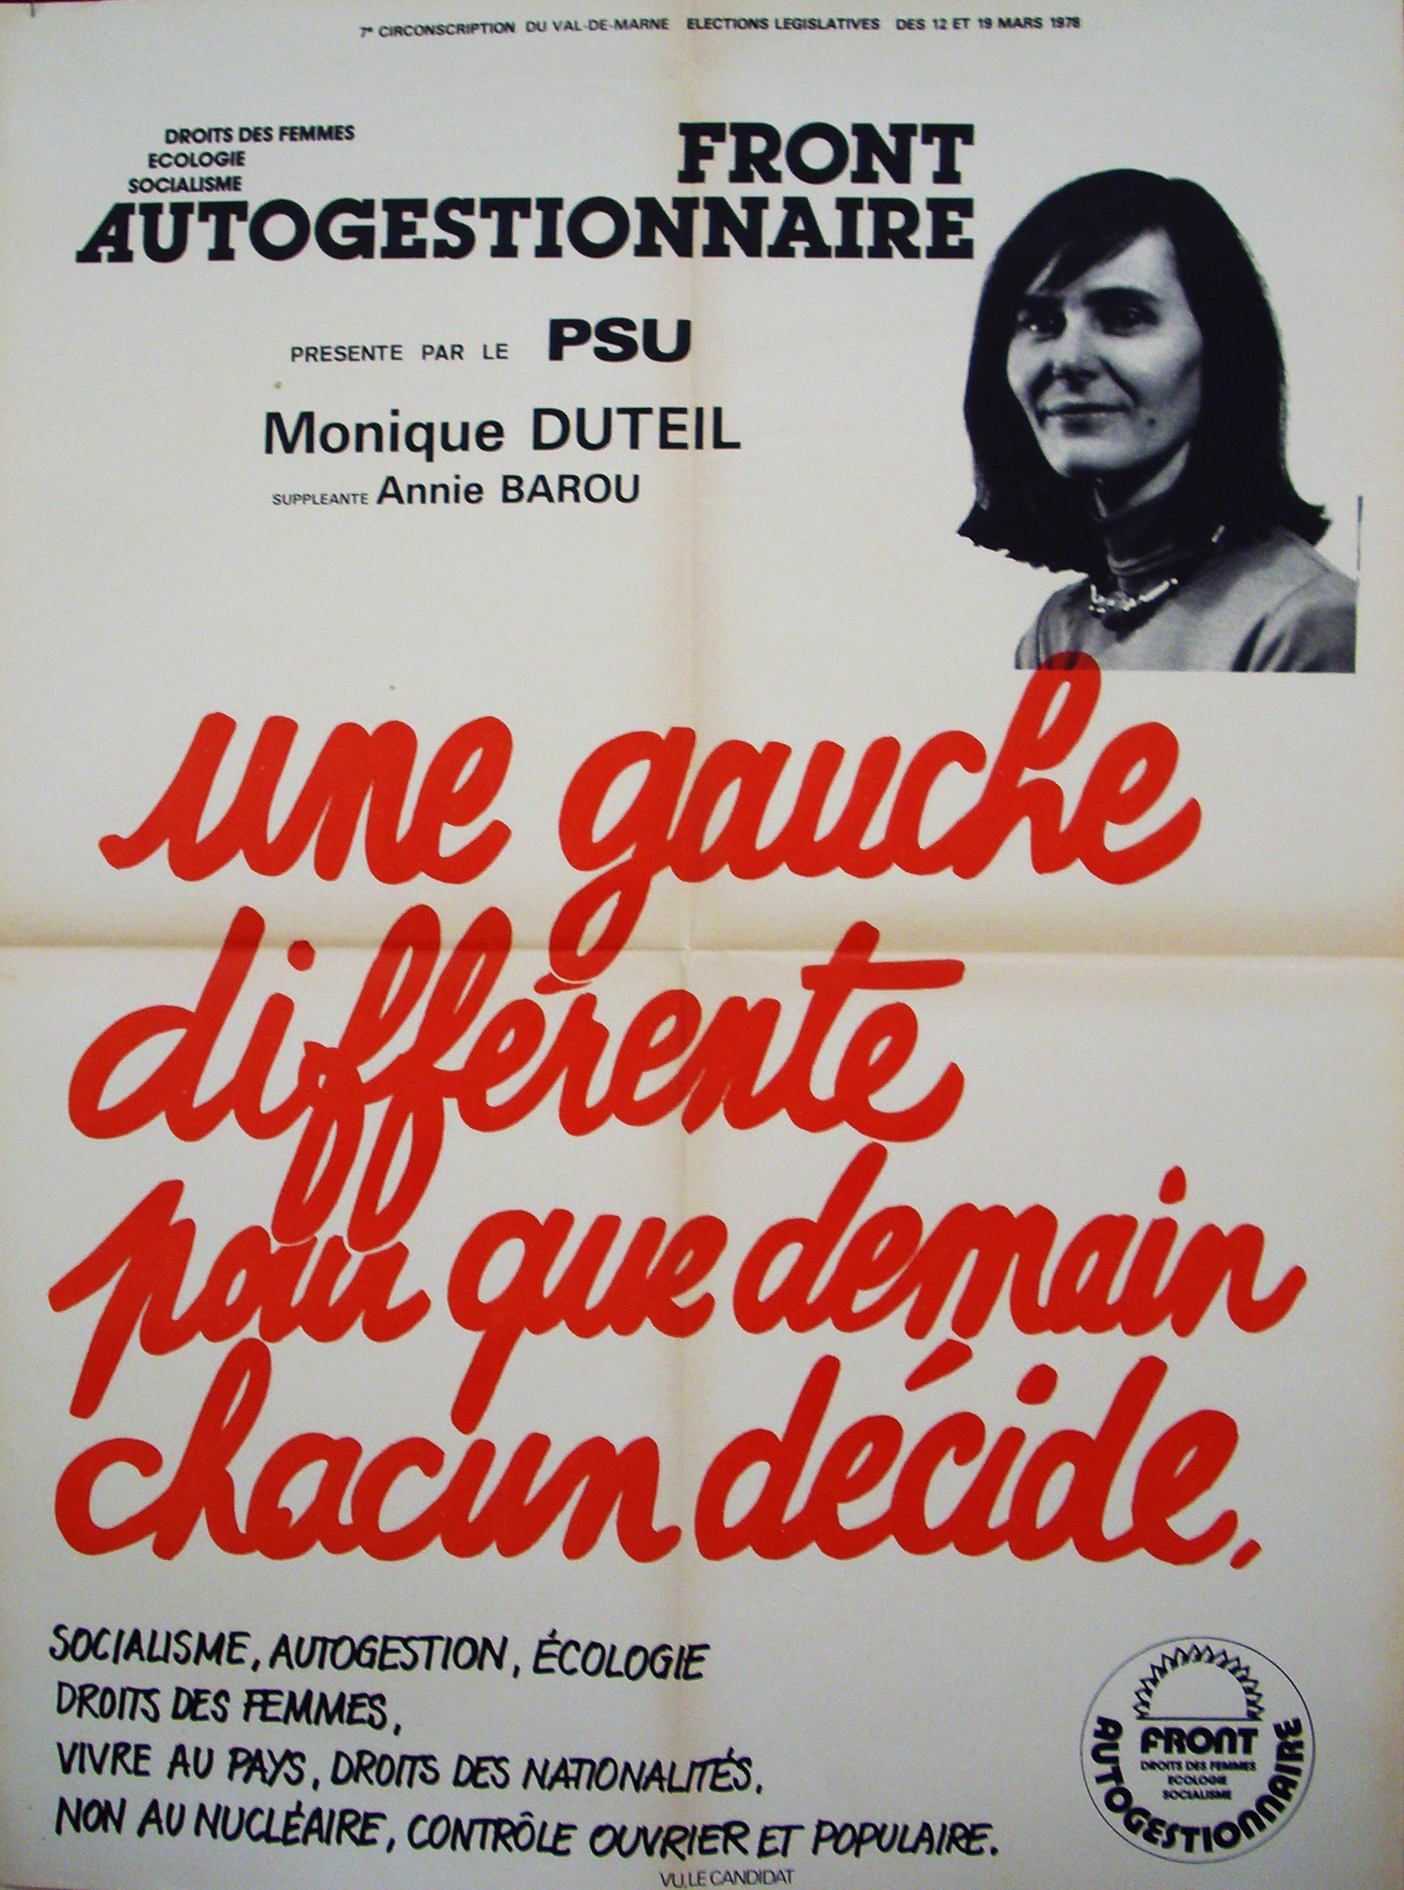 7e CIRCONSCRIPTION DU VAL-DE-MARNE ELECTIONS LEGISLATIVES DES 12 ET 19 MARS 1978
DROITS DES FEMMES
ECOLOGIE
SOCIALISME
FRONT
AUTOGESTIONNAIRE
PRESENTE PAR LE PSU
Monique DUTEIL
SUPPLEANTE Annie BAROU
une gauche
différente
pour que demain
chacun décide.
SOCIALISME, AUTOGESTION, ÉCOLOGIE
DROITS DES FEMMES,
VIVRE AU PAYS, DROITS DES NATIONALITÉS,
NON AU NUCLÉAIRE, CONTRÔLE OUVRIER ET POPULAIRE.
FRONT
DROITS DES FEMMES
ECOLOGIE
SOCIALISME
AUTOGESTIONNAIRE
VU, LE CANDIDAT